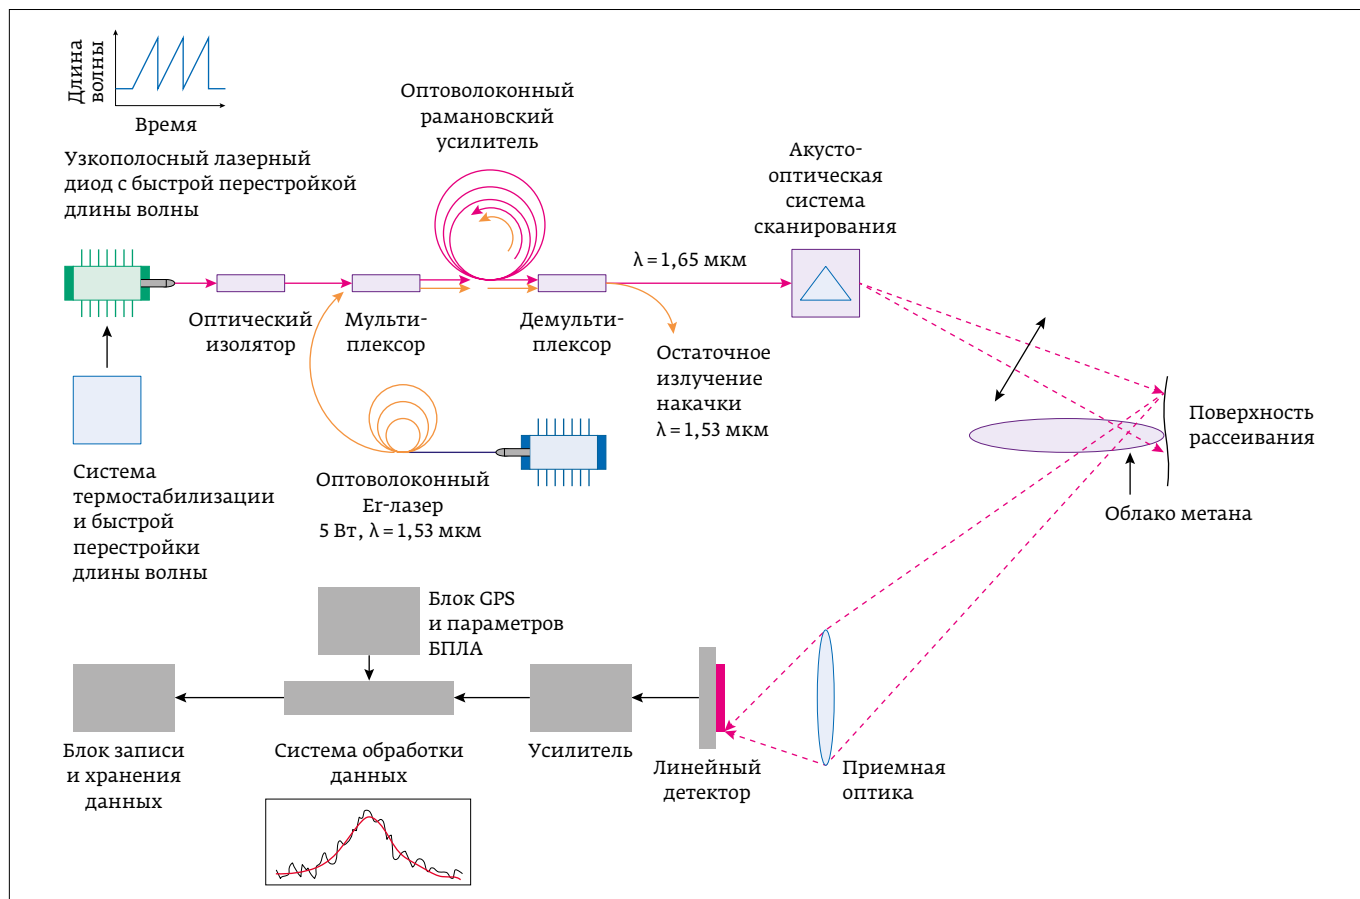 Длина
волны
Время
Узкополосный лазерный
диод с быстрой перестройкой
длины волны
Оптоволоконный
рамановский
усилитель
Акусто-
оптическая
система
сканирования
λ = 1,65 мкм
Оптический
изолятор
Мульти-
плексор
Демульти-
плексор
Остаточное
излучение
накачки
λ = 1,53 мкм
Поверхность
рассеивания
Облако метана
Система
термостабилизации
и быстрой
перестройки
длины волны
Оптоволоконный
Er-лазер
5 Вт, λ = 1,53 мкм
Блок GPS
и параметров
БПЛА
Блок записи
и хранения
данных
Система обработки
данных
Усилитель
Линейный
детектор
Приемная
оптика